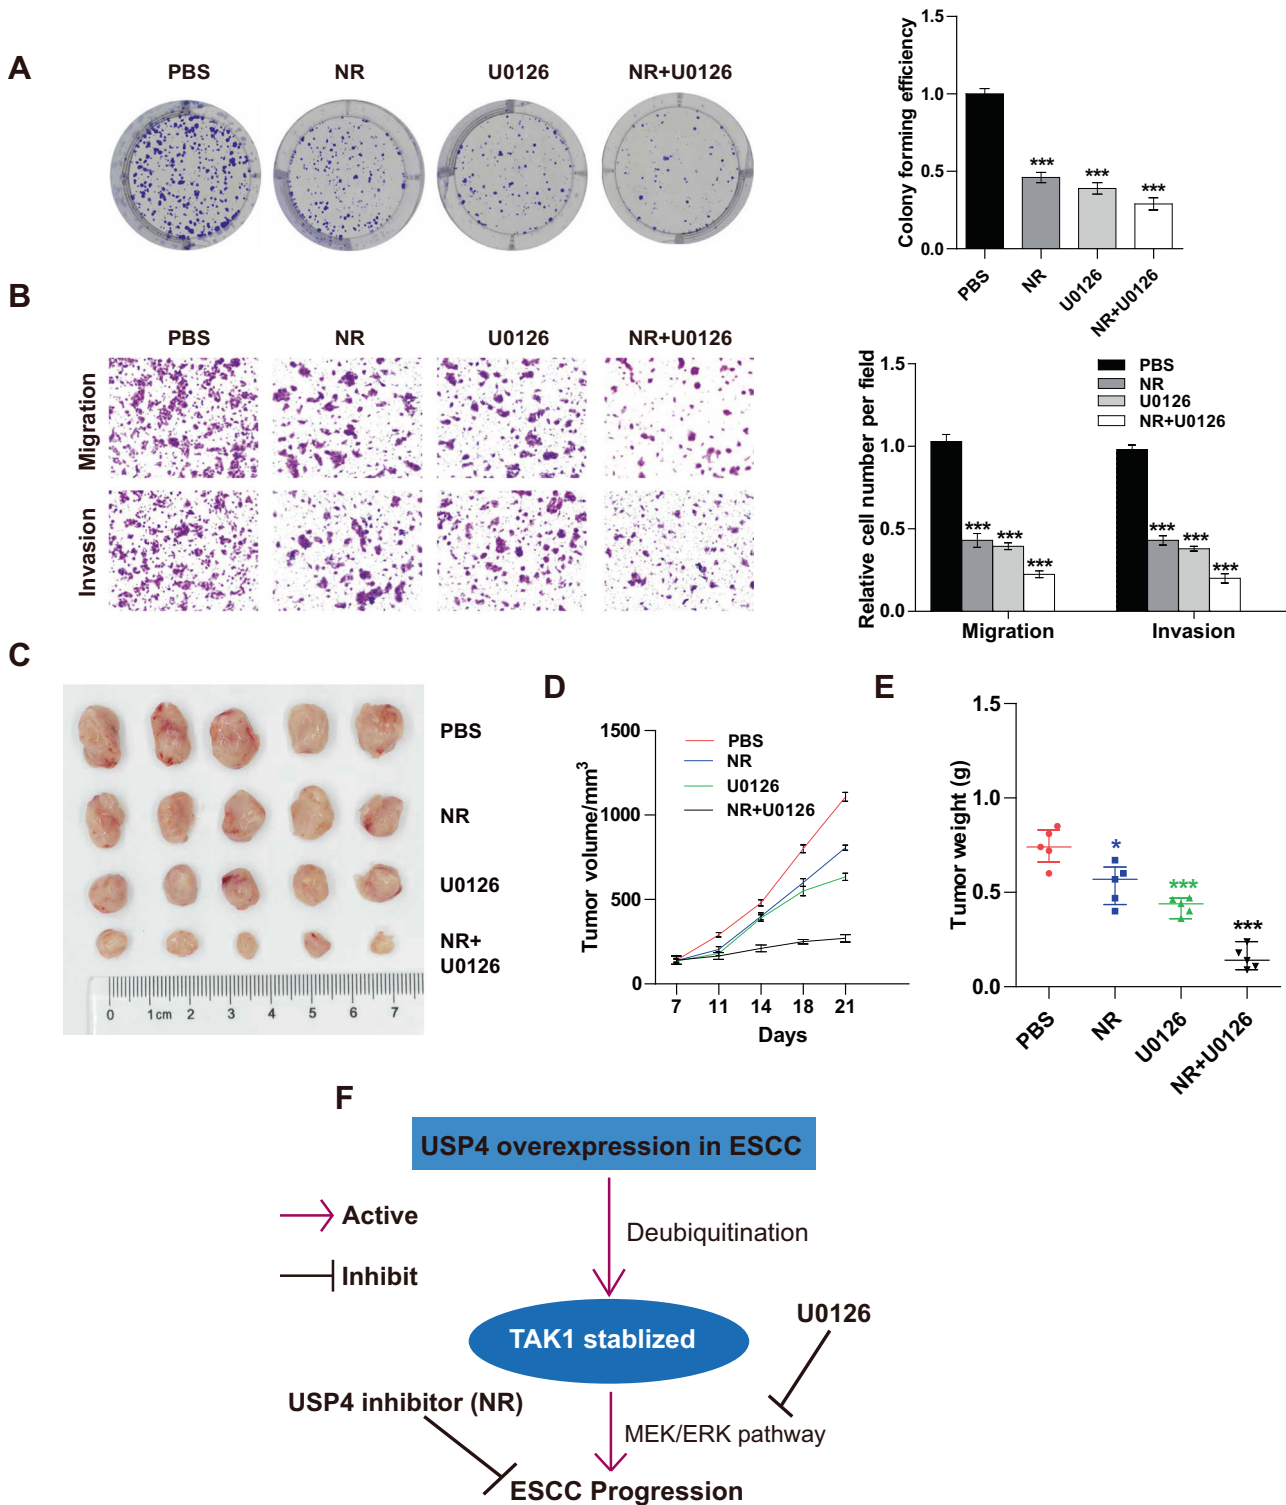 A
PBS
NR
U0126
NR+U0126
Colony forming efficiency
1.5
1.0
0.5
0.0
***
***
***
PBS
NR
U0126
NR+U0126
B
PBS
NR
U0126
NR+U0126
Migration
Invasion
Relative cell number per field
1.5
1.0
0.5
0.0
PBS
NR
U0126
NR+U0126
***
***
***
***
***
***
Migration
Invasion
C
PBS
NR
U0126
NR+
U0126
0
1cm
2
3
4
5
6
7
D
Tumor volume/mm³
1500
1000
500
0
PBS
NR
U0126
NR+U0126
7
11
14
18
21
Days
E
Tumor weight (g)
1.5
1.0
0.5
0.0
*
***
***
PBS
NR
U0126
NR+U0126
F
USP4 overexpression in ESCC
Active
Deubiquitination
Inhibit
U0126
TAK1 stablized
USP4 inhibitor (NR)
MEK/ERK pathway
ESCC Progression